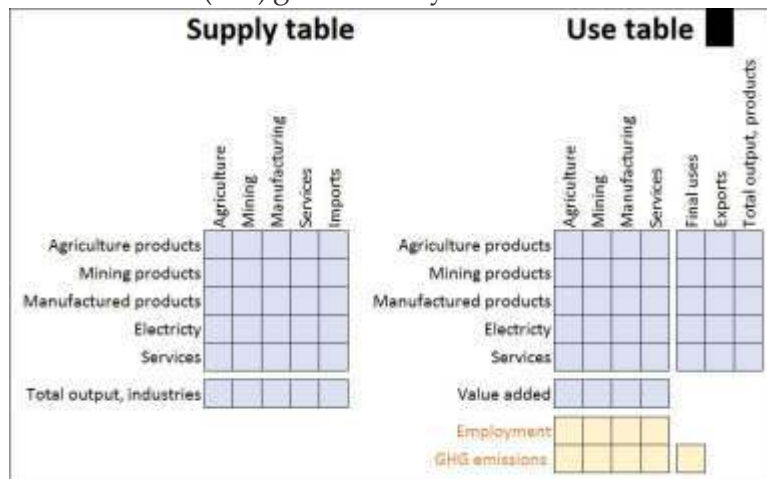 Supply table
Use table
Agriculture
Mining
Manufacturing
Services
Imports
Agriculture
Mining
Manufacturing
Services
Final uses
Exports
Total output, products
Agriculture products
Mining products
Manufactured products
Electricty
Services
Total output, industries
Agriculture products
Mining products
Manufactured products
Electricty
Services
Value added
Employment
GHG emissions